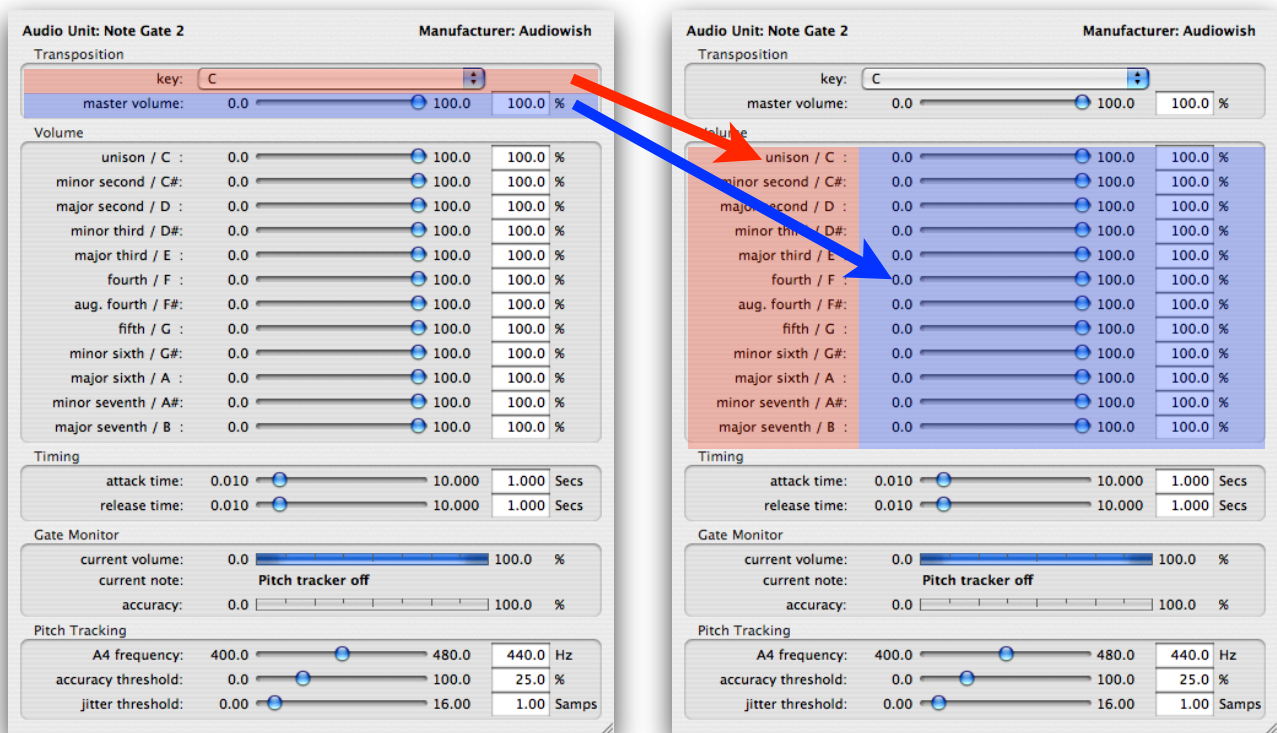 Audio Unit: Note Gate 2 Manufacturer: Audiowish
Transposition
key: C
master volume: 0.0 100.0 100.0 %
Volume
unison / C : 0.0 100.0 100.0 %
minor second / C#: 0.0 100.0 100.0 %
major second / D : 0.0 100.0 100.0 %
minor third / D#: 0.0 100.0 100.0 %
major third / E : 0.0 100.0 100.0 %
fourth / F : 0.0 100.0 100.0 %
aug. fourth / F#: 0.0 100.0 100.0 %
fifth / G : 0.0 100.0 100.0 %
minor sixth / G#: 0.0 100.0 100.0 %
major sixth / A : 0.0 100.0 100.0 %
minor seventh / A#: 0.0 100.0 100.0 %
major seventh / B : 0.0 100.0 100.0 %
Timing
attack time: 0.010 10.000 1.000 Secs
release time: 0.010 10.000 1.000 Secs
Gate Monitor
current volume: 0.0 100.0 %
current note: Pitch tracker off
accuracy: 0.0 100.0 %
Pitch Tracking
A4 frequency: 400.0 480.0 440.0 Hz
accuracy threshold: 0.0 100.0 25.0 %
jitter threshold: 0.00 16.00 1.00 Samps
Audio Unit: Note Gate 2 Manufacturer: Audiowish
Transposition
key: C
master volume: 0.0 100.0 100.0 %
Volume
unison / C : 0.0 100.0 100.0 %
minor second / C#: 0.0 100.0 100.0 %
major second / D : 0.0 100.0 100.0 %
minor third / D#: 0.0 100.0 100.0 %
major third / E 0.0 100.0 100.0 %
fourth / F : 0.0 100.0 100.0 %
aug. fourth / F#: 0.0 100.0 100.0 %
fifth / G : 0.0 100.0 100.0 %
minor sixth / G#: 0.0 100.0 100.0 %
major sixth / A : 0.0 100.0 100.0 %
minor seventh / A#: 0.0 100.0 100.0 %
major seventh / B : 0.0 100.0 100.0 %
Timing
attack time: 0.010 10.000 1.000 Secs
release time: 0.010 10.000 1.000 Secs
Gate Monitor
current volume: 0.0 100.0 %
current note: Pitch tracker off
accuracy: 0.0 100.0 %
Pitch Tracking
A4 frequency: 400.0 480.0 440.0 Hz
accuracy threshold: 0.0 100.0 25.0 %
jitter threshold: 0.00 16.00 1.00 Samps